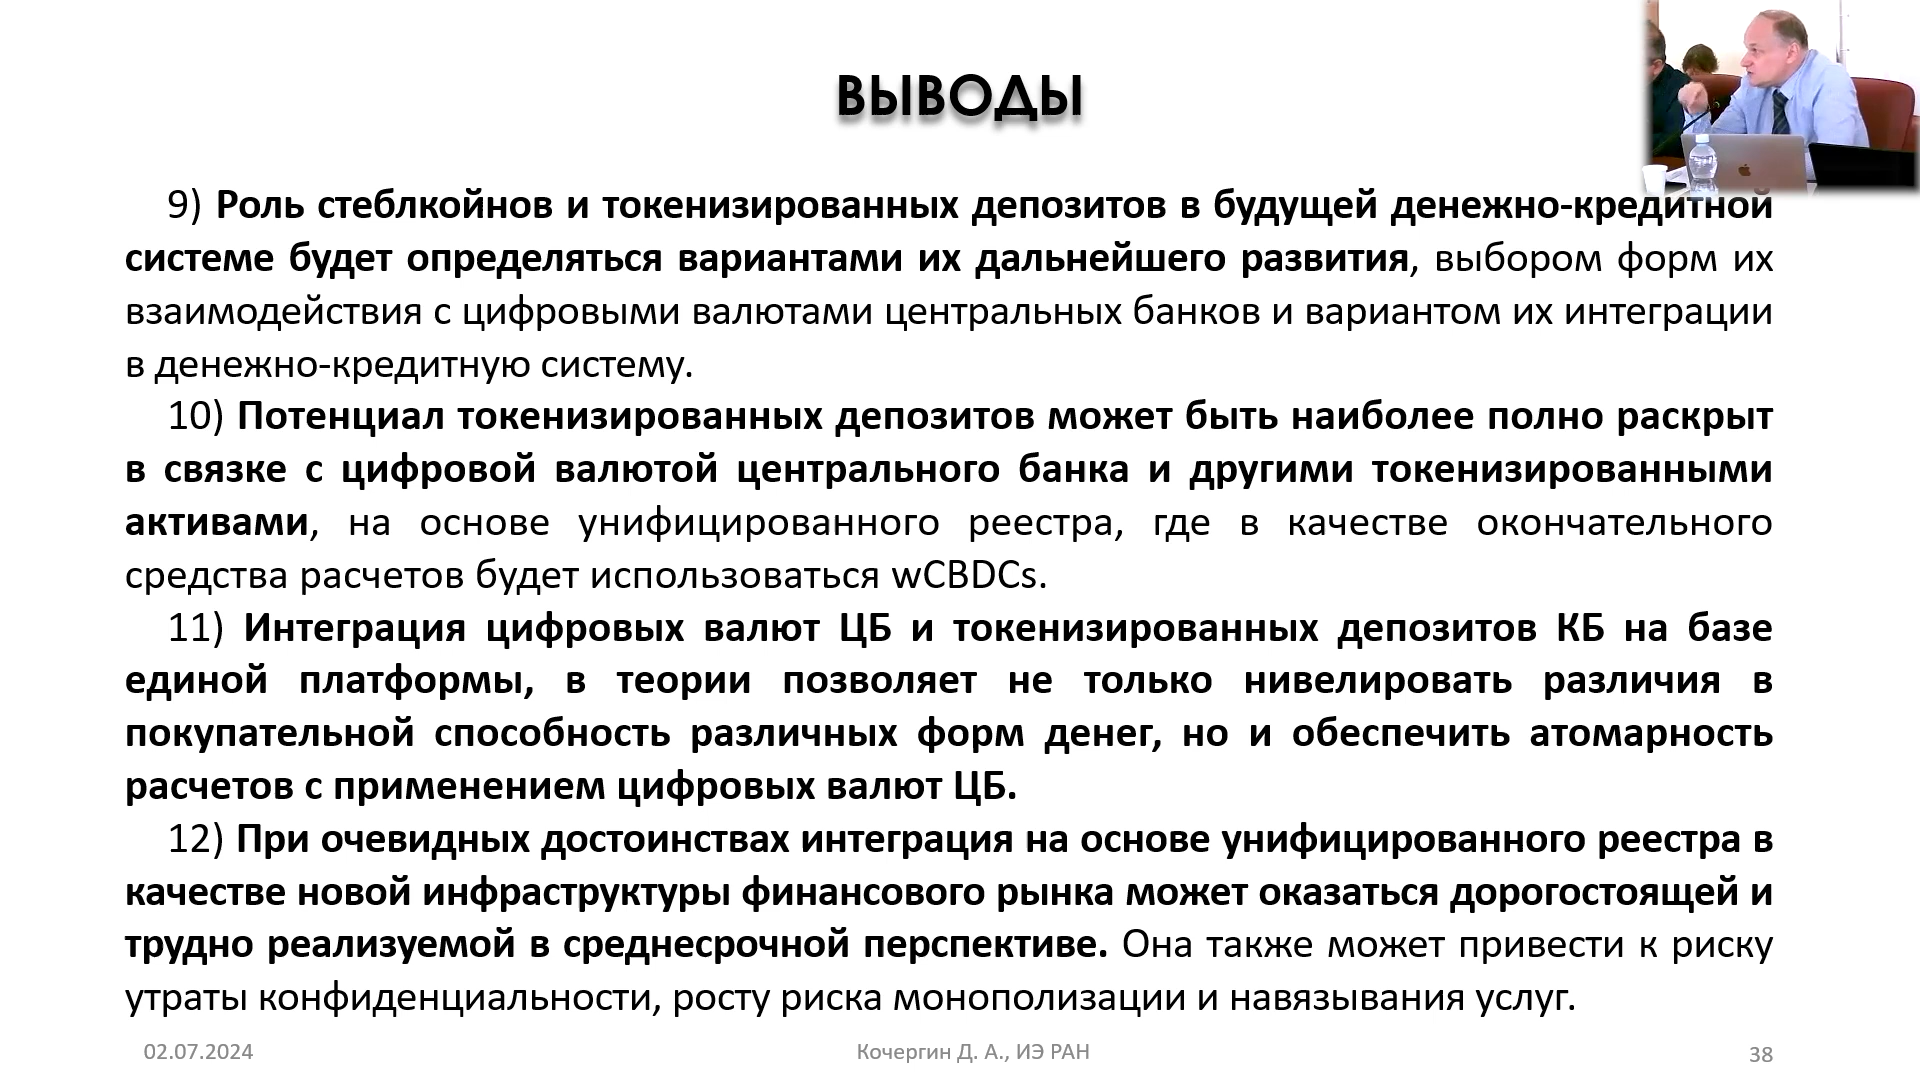 ВЫВОДЫ
9) Роль стеблкойнов и токенизированных депозитов в будущей денежно-кредитной
системе будет определяться вариантами их дальнейшего развития, выбором форм их
взаимодействия с цифровыми валютами центральных банков и вариантом их интеграции
в денежно-кредитную систему.
10) Потенциал токенизированных депозитов может быть наиболее полно раскрыт
в связке с цифровой валютой центрального банка и другими токенизированными
активами, на основе унифицированного реестра, где в качестве окончательного
средства расчетов будет использоваться wCBDCs.
11) Интеграция цифровых валют ЦБ и токенизированных депозитов КБ на базе
единой платформы, в теории позволяет не только нивелировать различия в
покупательной способность различных форм денег, но и обеспечить атомарность
расчетов с применением цифровых валют ЦБ.
12) При очевидных достоинствах интеграция на основе унифицированного реестра в
качестве новой инфраструктуры финансового рынка может оказаться дорогостоящей и
трудно реализуемой в среднесрочной перспективе. Она также может привести к риску
утраты конфиденциальности, росту риска монополизации и навязывания услуг.
02.07.2024
Кочергин Д. А., ИЭ РАН
38